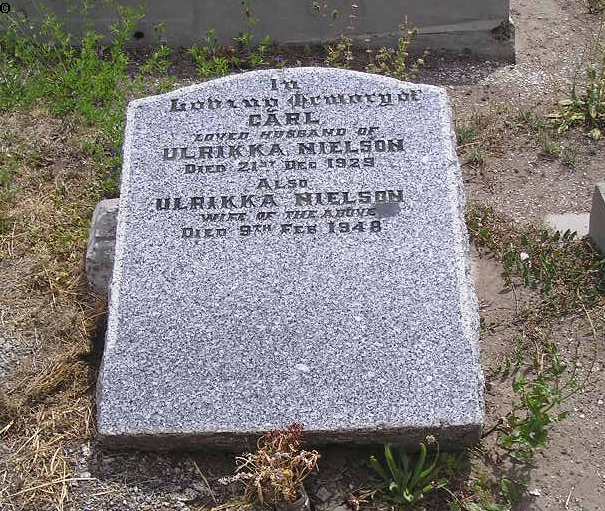 ©
In
Loving Memory of
CARL
LOVED HUSBAND OF
ULRIKKA NIELSON
DIED 21ST DEC 1929
ALSO
ULRIKKA NIELSON
WIFE OF THE ABOVE
DIED 9TH FEB 1948